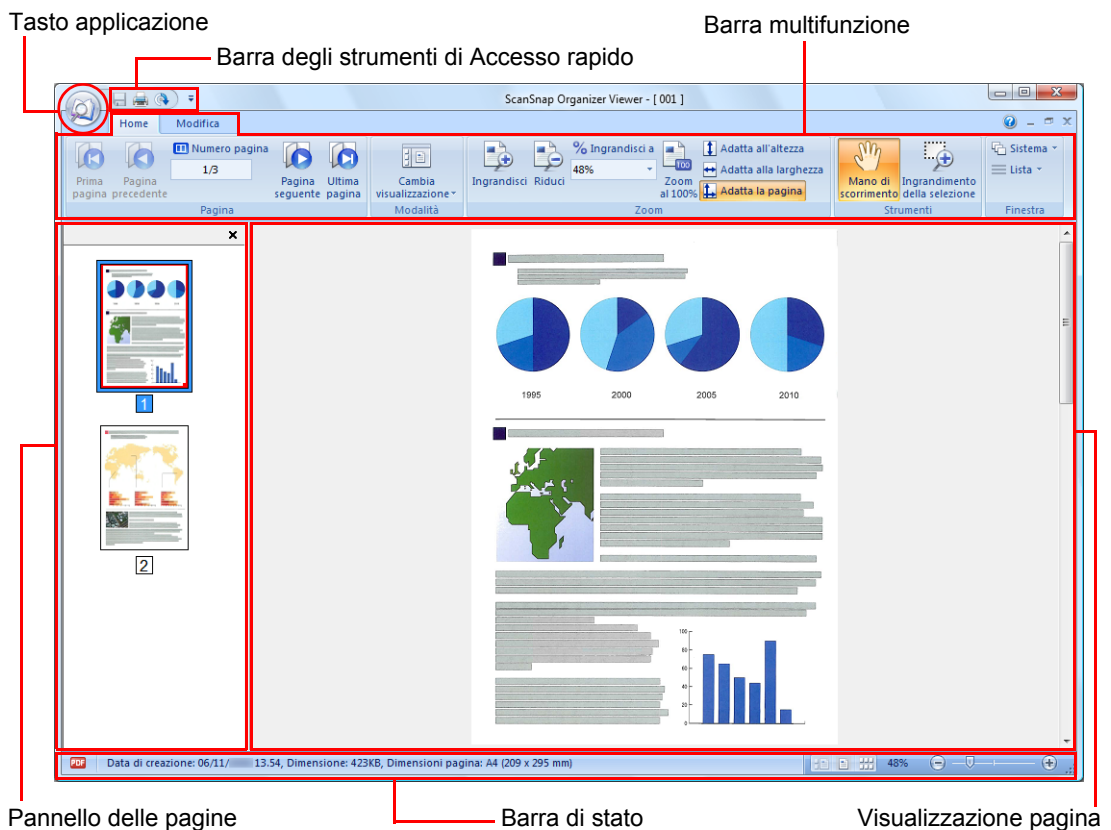 Tasto applicazione
Barra multifunzione
Barra degli strumenti di Accesso rapido
ScanSnap Organizer Viewer - [ 001 ]
Home Modifica
Prima pagina
Pagina precedente
Numero pagina
1/3
Pagina seguente
Ultima pagina
Pagina
Cambia visualizzazione
Modalità
Ingrandisci
Riduci
% Ingrandisci a
48%
100
Zoom al 100%
Adatta all'altezza
Adatta alla larghezza
Adatta la pagina
Zoom
Mano di scorrimento
Ingrandimento della selezione
Strumenti
Sistema
Lista
Finestra
1
2
1995 2000 2005 2010
100
80
60
40
20
0
PDF
Data di creazione: 06/11/ 13.54, Dimensione: 423KB, Dimensioni pagina: A4 (209 x 295 mm)
48%
Pannello delle pagine
Barra di stato
Visualizzazione pagina